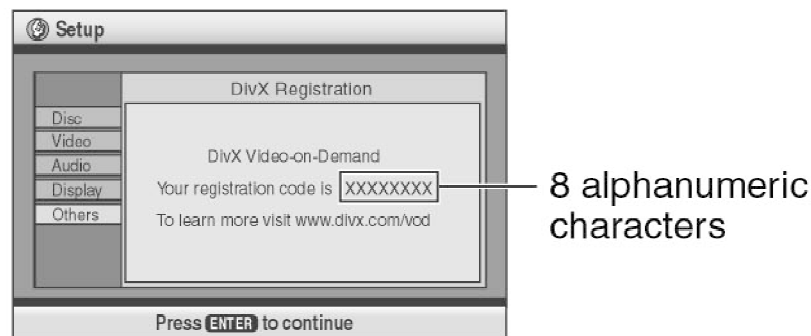 Setup
DivX Registration
Disc
Video
Audio
Display
Others
DivX Video-on-Demand
Your registration code is XXXXXXXX
To learn more visit www.divx.com/vod
8 alphanumeric
characters
Press ENTER to continue